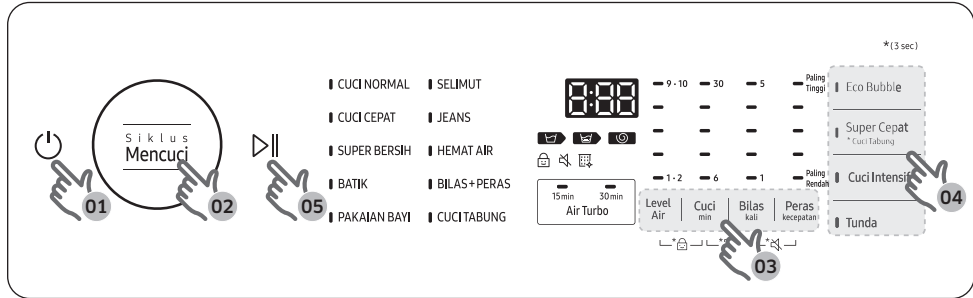 *(3 sec)
Siklus
Mencuci
CUCI NORMAL
CUCI CEPAT
SUPER BERSIH
BATIK
PAKAIAN BAYI
SELIMUT
JEANS
HEMAT AIR
BILAS+PERAS
CUCI TABUNG
8:88
15min 30min
Air Turbo
9·10 30 5 Paling Tinggi
1·2 6 1 Paling Rendah
Level Air
Cuci min
Bilas kali
Peras kecepatan
*
*
*
Eco Bubble
Super Cepat
*Cuci Tabung
Cuci Intensif
Tunda
01
02
05
03
04